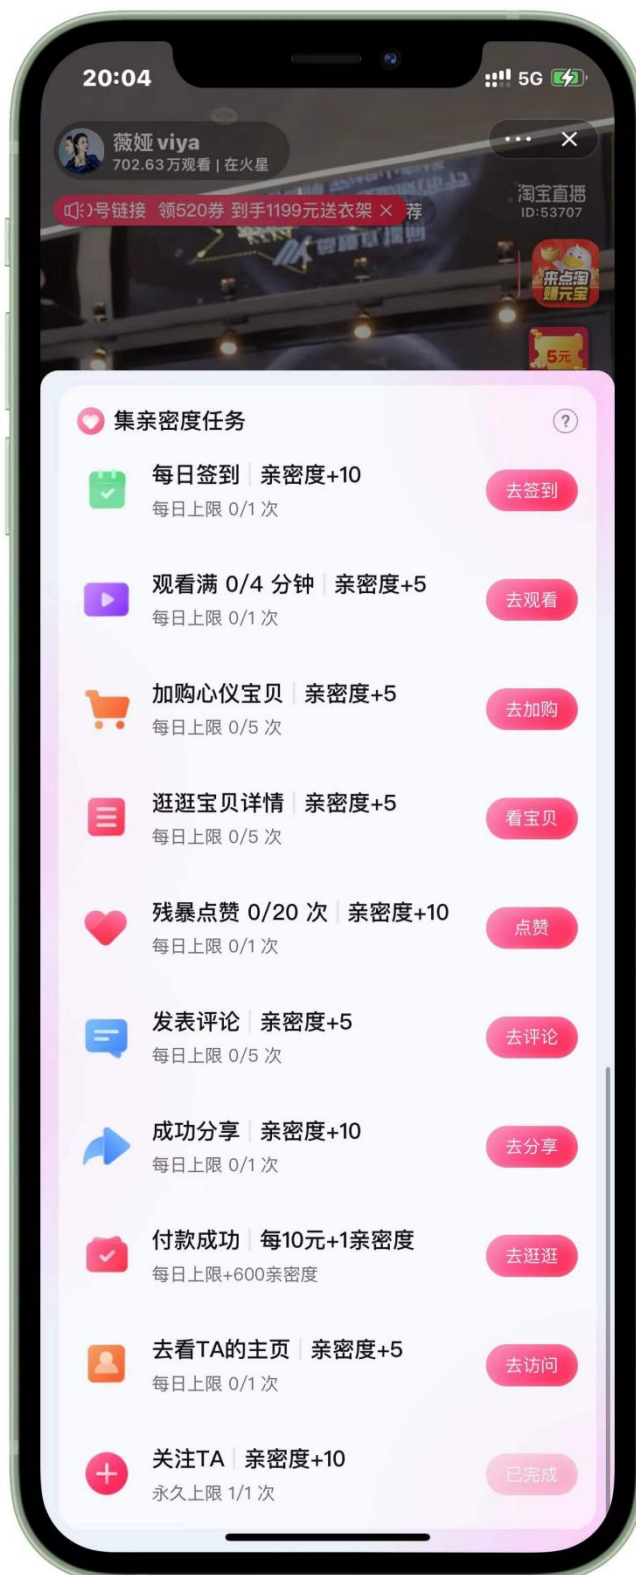 20:04
5G
薇娅 viya
702.63万观看 | 在火星
号链接 领520券 到手1199元送衣架
荐
淘宝直播
ID:53707
来点淘
赚元宝
5元
集亲密度任务
?
每日签到 亲密度+10
每日上限 0/1 次
去签到
观看满 0/4 分钟 亲密度+5
每日上限 0/1 次
去观看
加购心仪宝贝 亲密度+5
每日上限 0/5 次
去加购
逛逛宝贝详情 亲密度+5
每日上限 0/5 次
看宝贝
残暴点赞 0/20 次 亲密度+10
每日上限 0/1 次
点赞
发表评论 亲密度+5
每日上限 0/5 次
去评论
成功分享 亲密度+10
每日上限 0/1 次
去分享
付款成功 每10元+1亲密度
每日上限+600亲密度
去逛逛
去看TA的主页 亲密度+5
每日上限 0/1 次
去访问
关注TA 亲密度+10
永久上限 1/1 次
已完成